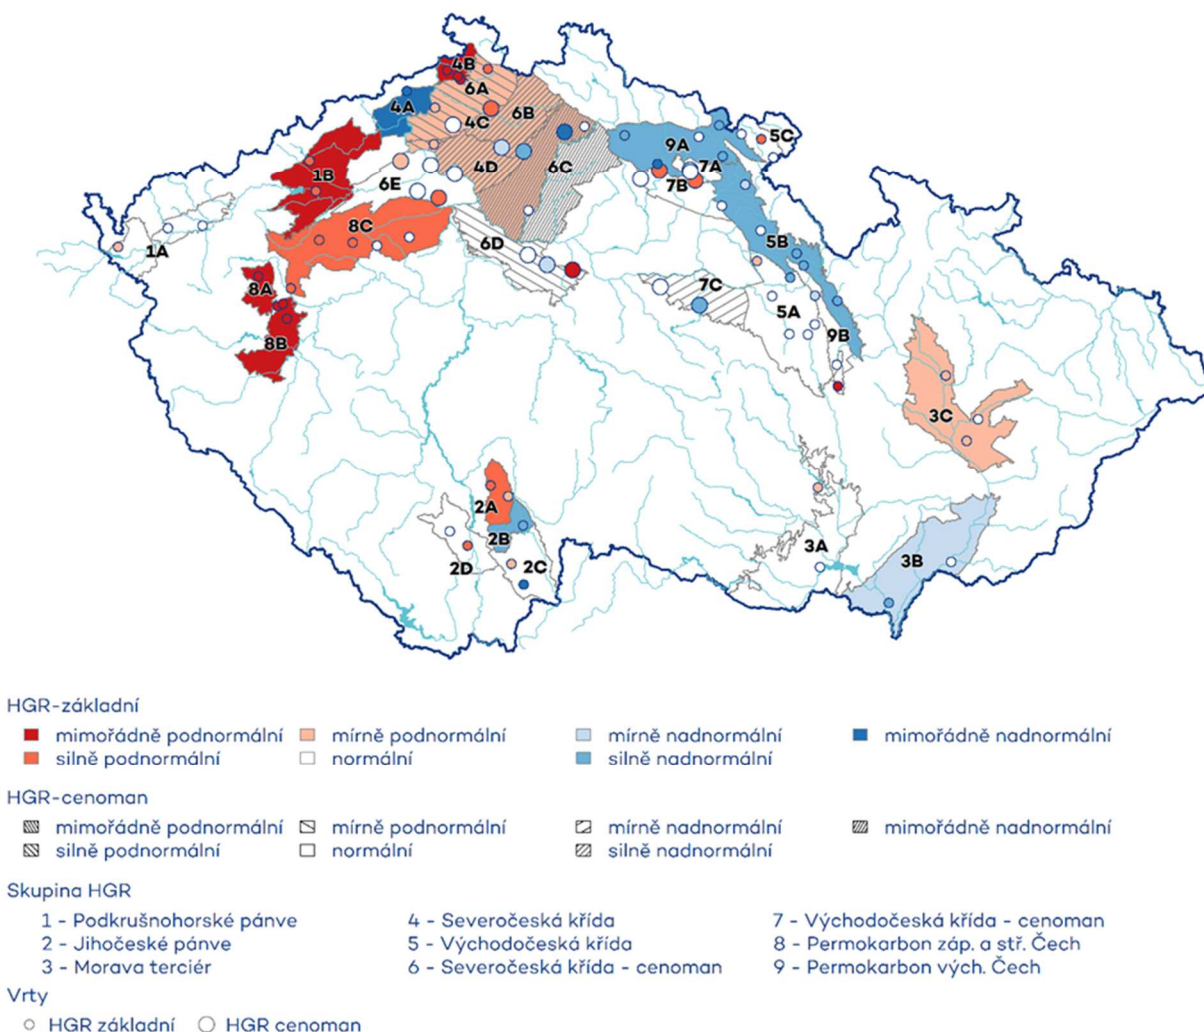 4B
6A
4A
6B
4C
5C
9A
7A
4D
6C
1B
6E
7B
8C
6D
5B
1A
8A
7C
5A
8B
9B
3C
2A
2B
3A
2D
2C
3B
HGR-základní
mimořádně podnormální mírně podnormální mírně nadnormální mimořádně nadnormální
silně podnormální normální silně nadnormální
HGR-cenoman
mimořádně podnormální mírně podnormální mírně nadnormální mimořádně nadnormální
silně podnormální normální silně nadnormální
Skupina HGR
1 - Podkrušnohorské pánve 4 - Severočeská křída 7 - Východočeská křída - cenoman
2 - Jihočeské pánve 5 - Východočeská křída 8 - Permokarbon záp. a stř. Čech
3 - Morava terciér 6 - Severočeská křída - cenoman 9 - Permokarbon vých. Čech
Vrty
HGR základní HGR cenoman